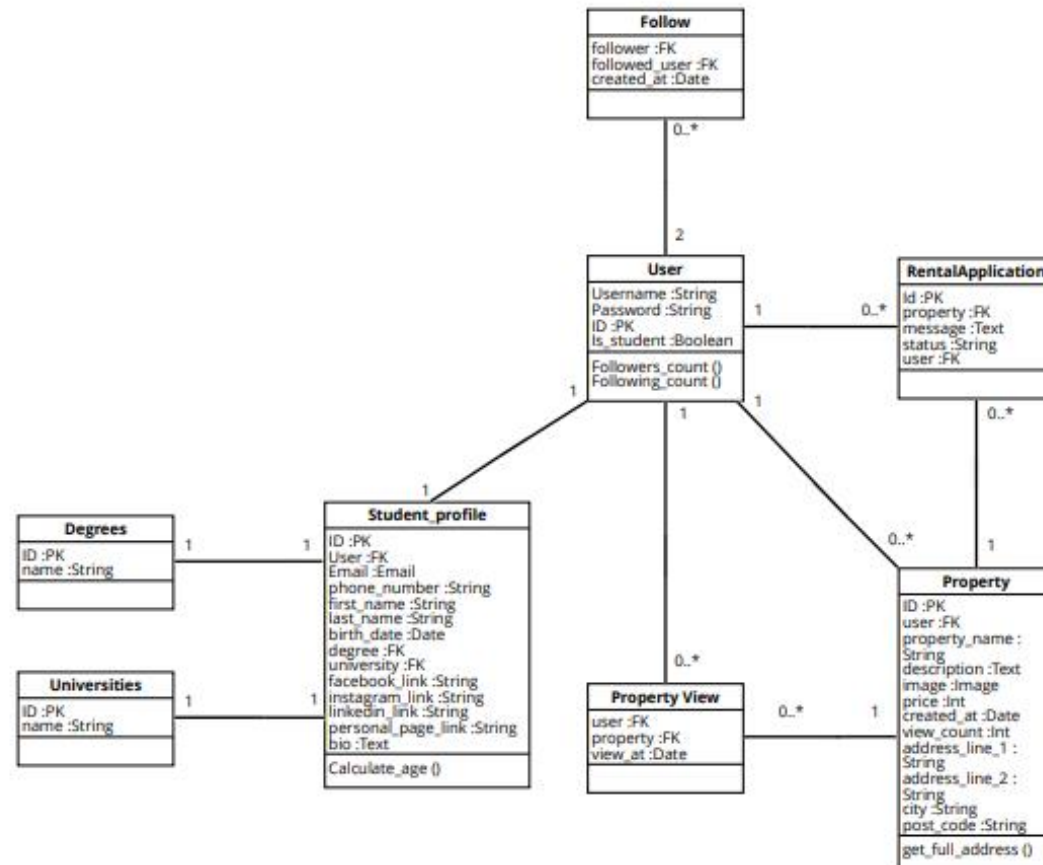 Follow
follower :FK
followed_user :FK
created_at :Date
0..*
2
User
Username :String
Password :String
ID :PK
Is_student :Boolean
Followers_count ()
Following_count ()
1
0..*
RentalApplication
Id :PK
property :FK
message :Text
status :String
user :FK
1
1
1
0..*
1
0..*
1
Degrees
ID :PK
name :String
1
1
Universities
ID :PK
name :String
1
1
Student_profile
ID :PK
User :FK
Email :Email
phone_number :String
first_name :String
last_name :String
birth_date :Date
degree :FK
university :FK
facebook_link :String
instagram_link :String
linkedin_link :String
personal_page_link :String
bio :Text
Calculate_age ()
0..*
Property View
user :FK
property :FK
view_at :Date
0..*
1
Property
ID :PK
user :FK
property_name :
String
description :Text
image :Image
price :Int
created_at :Date
view_count :Int
address_line_1 :
String
address_line_2 :
String
city :String
post_code :String
get_full_address ()